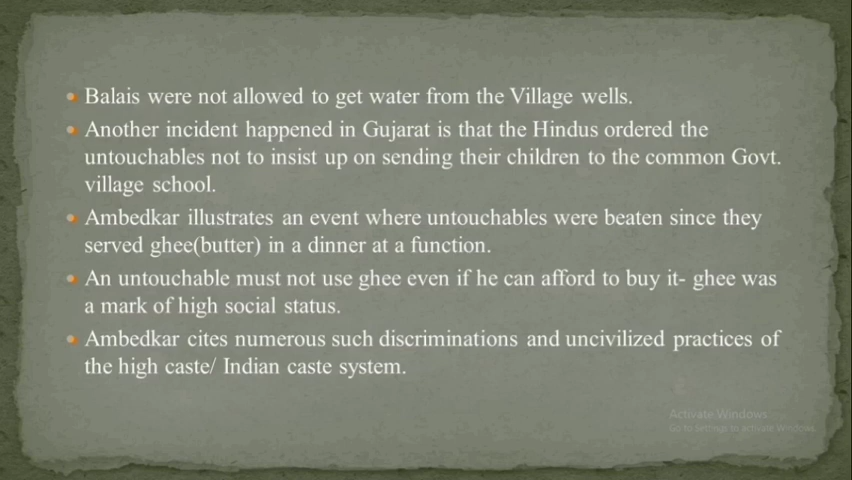 Balais were not allowed to get water from the Village wells.
Another incident happened in Gujarat is that the Hindus ordered the
untouchables not to insist up on sending their children to the common Govt.
village school.
Ambedkar illustrates an event where untouchables were beaten since they
served ghee(butter) in a dinner at a function.
An untouchable must not use ghee even if he can afford to buy it- ghee was
a mark of high social status.
Ambedkar cites numerous such discriminations and uncivilized practices of
the high caste/ Indian caste system.
Activate Windows
Go to Settings to activate Windows.